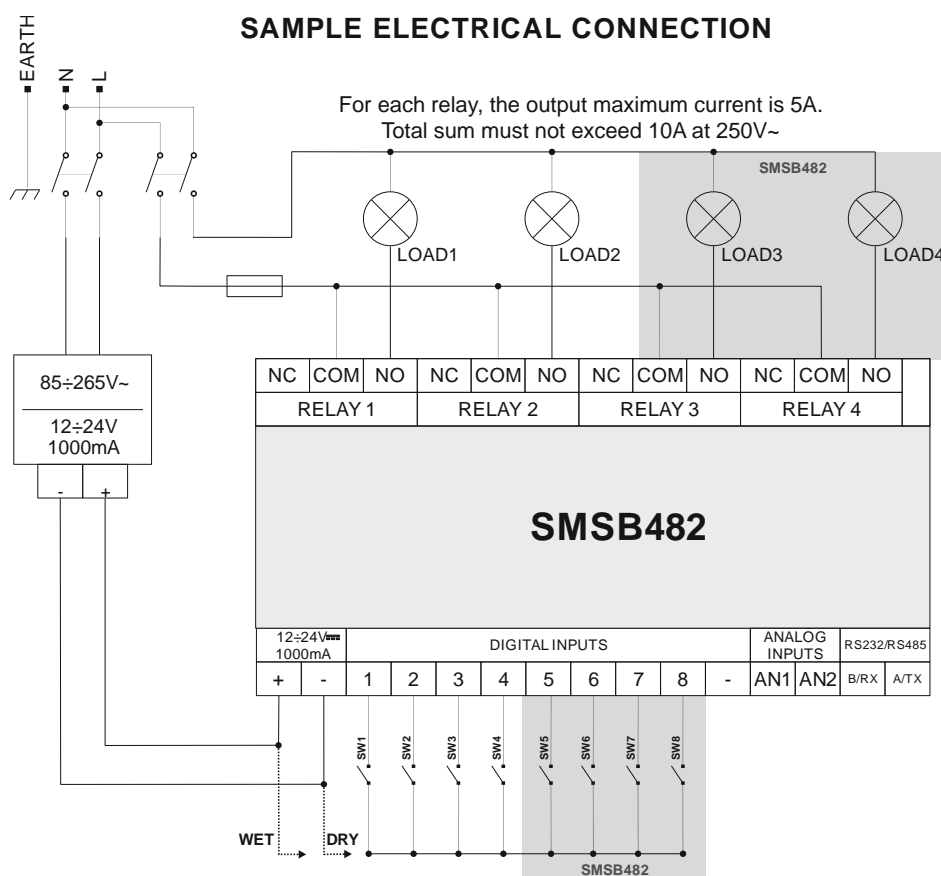 SAMPLE ELECTRICAL CONNECTION
EARTH
N
L
For each relay, the output maximum current is 5A.
Total sum must not exceed 10A at 250V~
SMSB482
LOAD1
LOAD2
LOAD3
LOAD4
85÷265V~
12÷24V
1000mA
- +
NC COM NO NC COM NO NC COM NO NC COM NO
RELAY 1 RELAY 2 RELAY 3 RELAY 4
SMSB482
12÷24V⎓
1000mA
DIGITAL INPUTS
ANALOG
INPUTS
RS232/RS485
+ - 1 2 3 4 5 6 7 8 - AN1 AN2 B/RX A/TX
SW1
SW2
SW3
SW4
SW5
SW6
SW7
SW8
WET
DRY
SMSB482